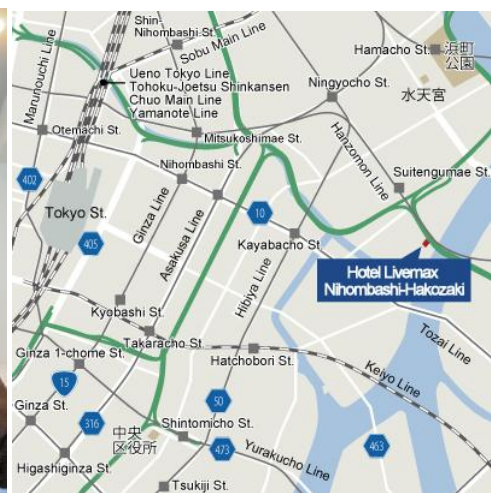 Shin-
Nihombashi St.
Sobu Main Line
Hamacho St.
浜町
公園
Marunouchi Line
Ueno Tokyo Line
Tohoku-Joetsu Shinkansen
Chuo Main Line
Yamanote Line
Ningyocho St.
水天宮
Otemachi St.
Mitsukoshimae St.
Hanzomon Line
Nihombashi St.
Suitengumae St.
402
Tokyo St.
Ginza Line
Asakusa Line
10
405
Kayabacho St
Hotel Livemax
Nihombashi-Hakozaki
Hibiya Line
Kyobashi St.
Tozai Line
Takaracho St.
Ginza 1-chome St.
Hatchobori St.
Keiyo Line
15
50
Ginza St.
316
中央
区役所
Shintomicho St.
473
463
Yurakucho Line
Higashiginza St.
Tsukiji St.